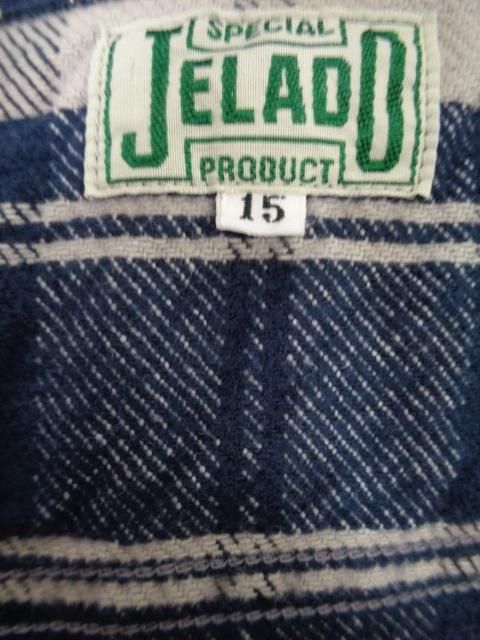 SPECIAL
JELADO
PRODUCT
15